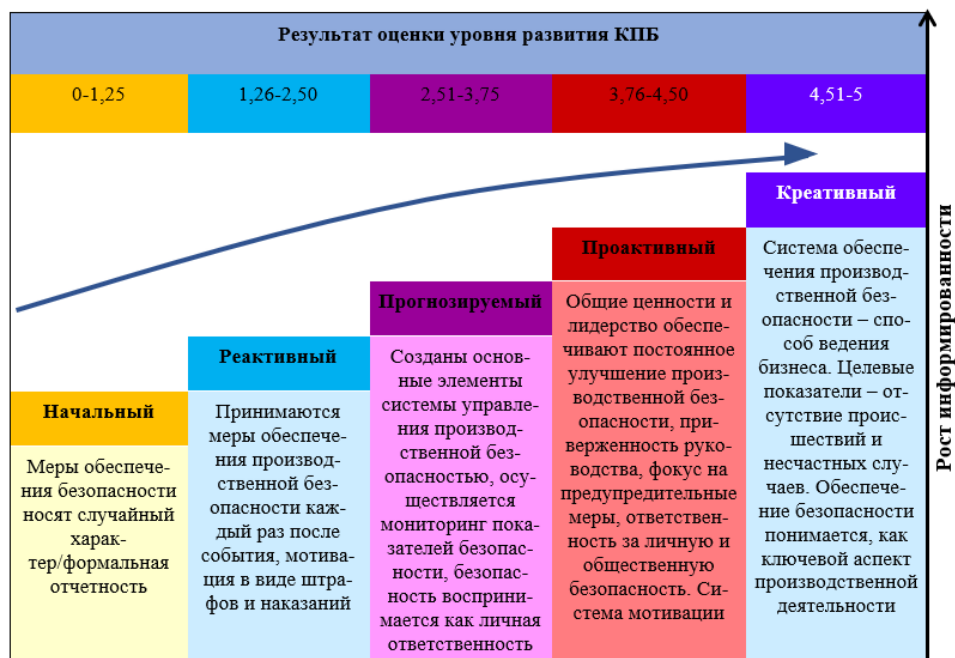 Результат оценки уровня развития КПБ
0-1,25
1,26-2,50
2,51-3,75
3,76-4,50
4,51-5
Начальный
Меры обеспече-
ния безопасности
носят случайный
харак-
тер/формальная
отчетность
Реактивный
Принимаются
меры обеспече-
ния производ-
ственной без-
опасности каж-
дый раз после
события, мотива-
ция в виде штра-
фов и наказаний
Прогнозируемый
Созданы основ-
ные элементы
системы управле-
ния производ-
ственной без-
опасностью, осу-
ществляется
мониторинг пока-
зателей безопас-
ности, безопас-
ность восприни-
мается как личная
ответственность
Проактивный
Общие ценности и
лидерство обеспе-
чивают постоянное
улучшение произ-
водственной без-
опасности, при-
верженность руко-
водства, фокус на
предупредительные
меры, ответствен-
ность за личную и
общественную
безопасность. Си-
стема мотивации
Креативный
Система обеспе-
чения производ-
ственной без-
опасности – спо-
соб ведения
бизнеса. Целевые
показатели – от-
сутствие проис-
шествий и
несчастных слу-
чаев. Обеспече-
ние безопасности
понимается, как
ключевой аспект
производственной
деятельности
Рост информированности